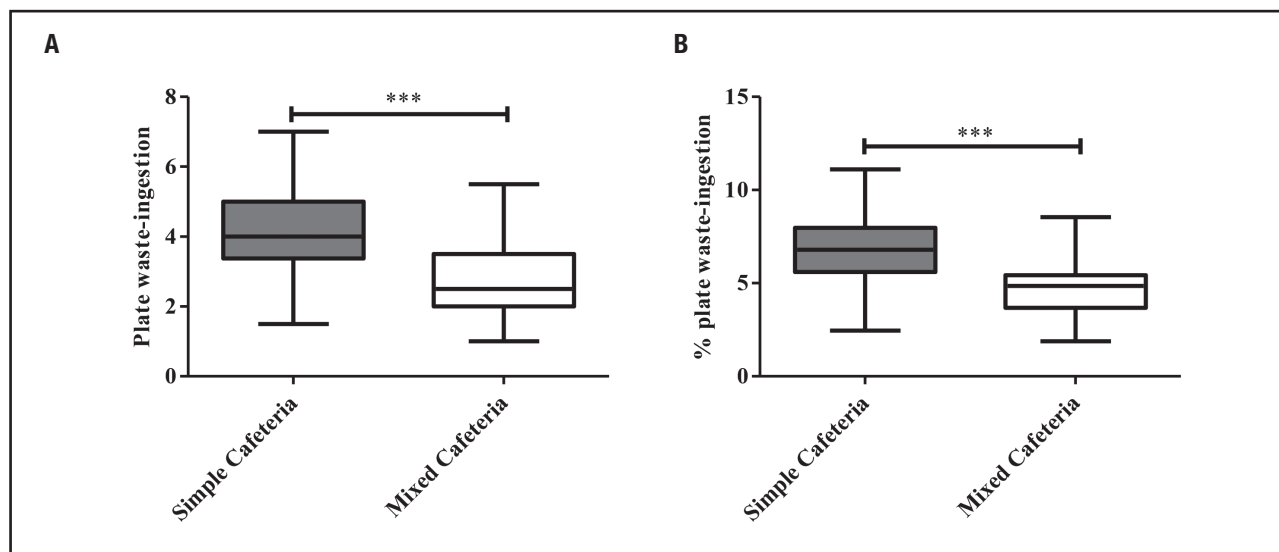 A
B
Plate waste-ingestion
8
6
4
2
0
***
Simple Cafeteria
Mixed Cafeteria
% plate waste-ingestion
15
10
5
0
***
Simple Cafeteria
Mixed Cafeteria